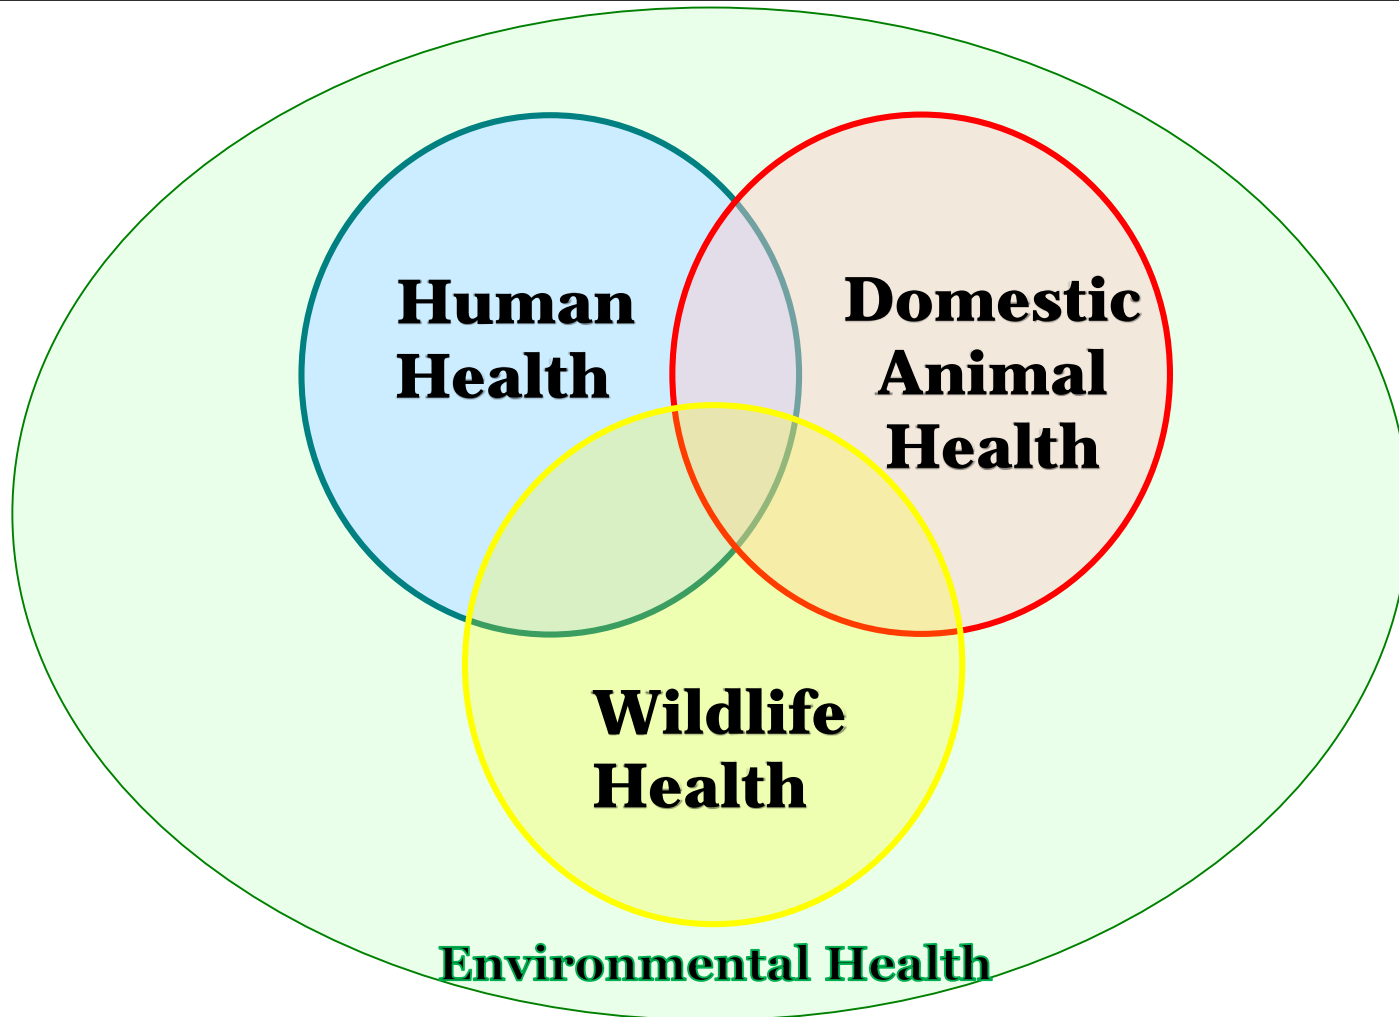 Human
Health
Domestic
Animal
Health
Wildlife
Health
Environmental Health